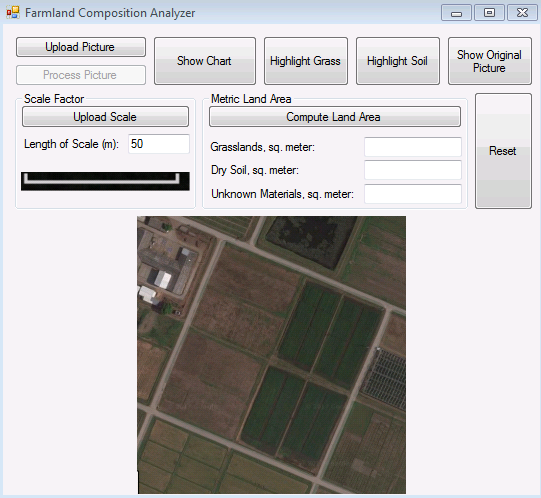 Farmland Composition Analyzer
Upload Picture
Process Picture
Show Chart
Highlight Grass
Highlight Soil
Show Original
Picture
Scale Factor
Upload Scale
Length of Scale (m): 50
Metric Land Area
Compute Land Area
Grasslands, sq. meter:
Dry Soil, sq. meter:
Unknown Materials, sq. meter:
Reset